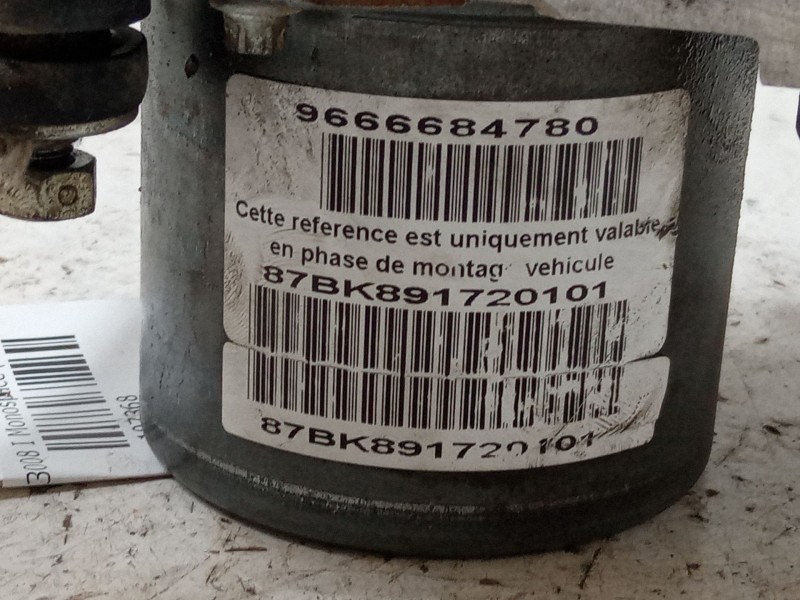 9666684780
Cette reference est uniquement valable
en phase de montag vehicule
87BK891720101
87BK891720101
3008 I Monospace